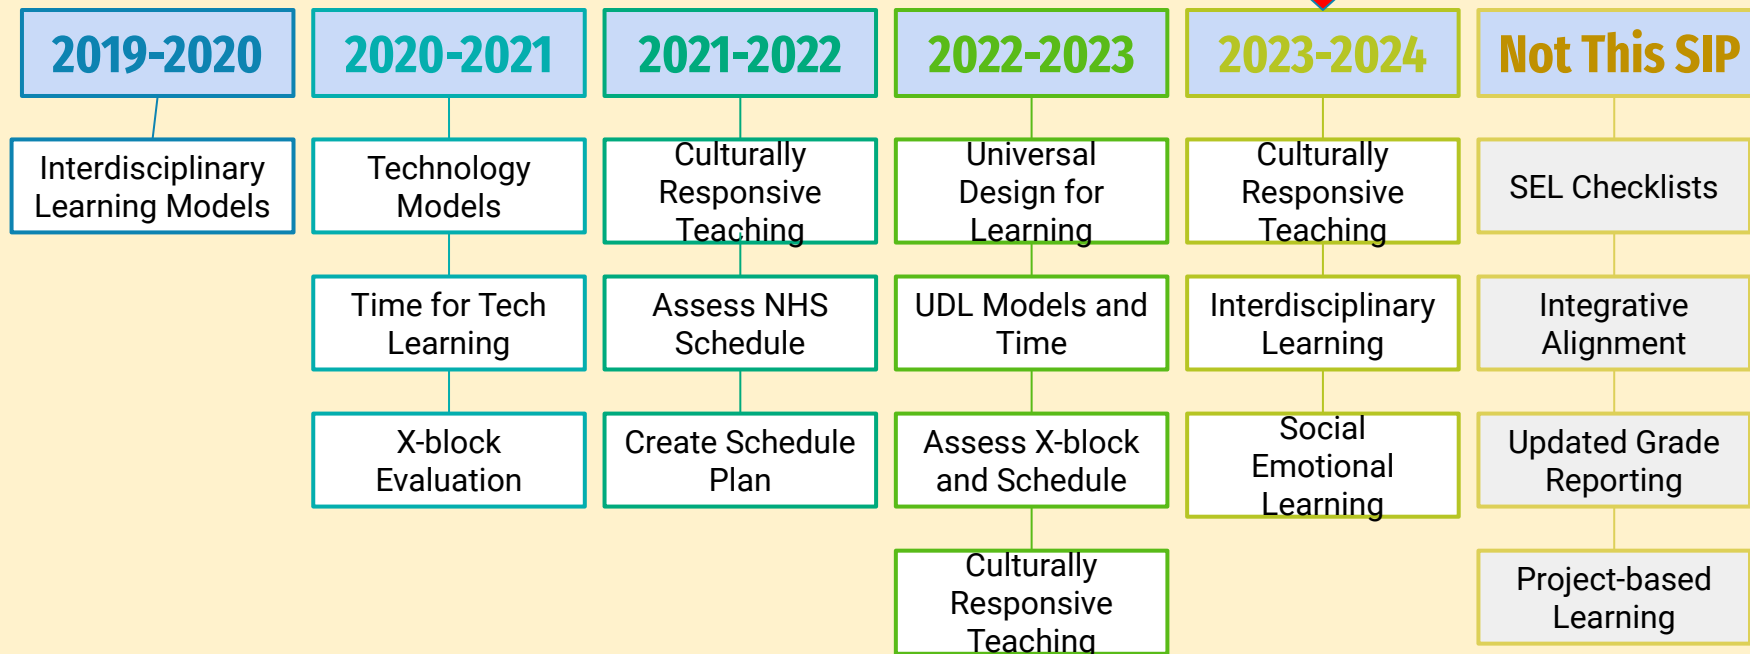 2019-2020
Interdisciplinary
Learning Models
2020-2021
Technology
Models
Time for Tech
Learning
X-block
Evaluation
2021-2022
Culturally
Responsive
Teaching
Assess NHS
Schedule
Create Schedule
Plan
2022-2023
Universal
Design for
Learning
UDL Models and
Time
Assess X-block
and Schedule
Culturally
Responsive
Teaching
2023-2024
Culturally
Responsive
Teaching
Interdisciplinary
Learning
Social
Emotional
Learning
Not This SIP
SEL Checklists
Integrative
Alignment
Updated Grade
Reporting
Project-based
Learning